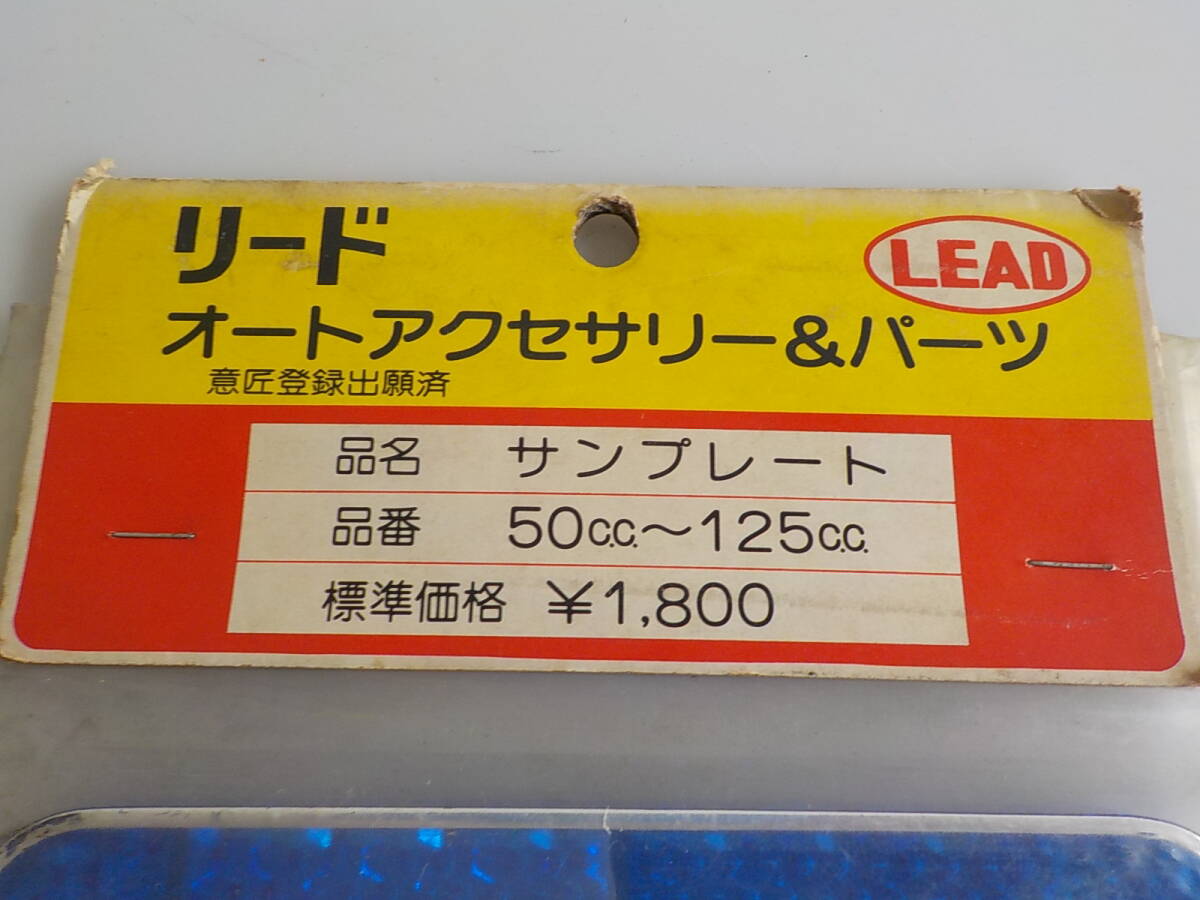 リード
LEAD
オートアクセサリー&パーツ
意匠登録出願済
品名 サンプレート
品番 50c.c.～125c.c.
標準価格 ¥1,800